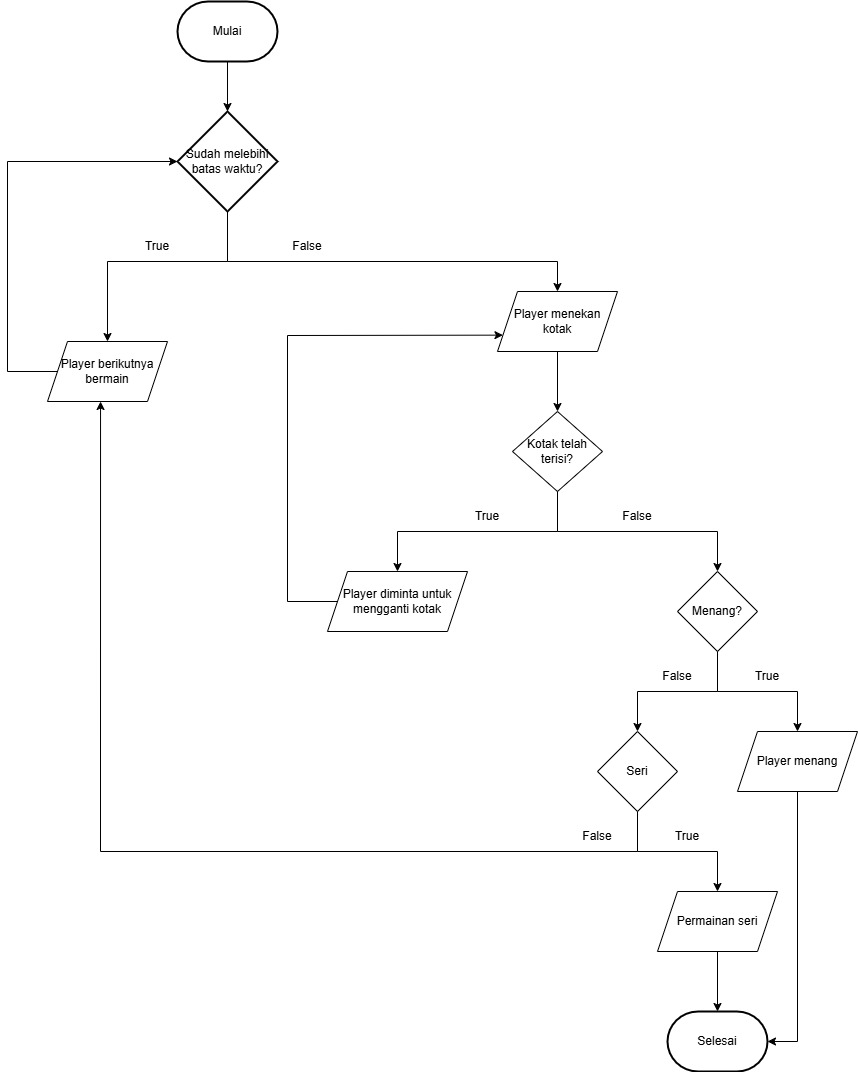 Mulai
Sudah melebihi
batas waktu?
True
False
Player menekan
kotak
Player berikutnya
bermain
Kotak telah
terisi?
True
False
Player diminta untuk
mengganti kotak
Menang?
False
True
Seri
Player menang
False
True
Permainan seri
Selesai